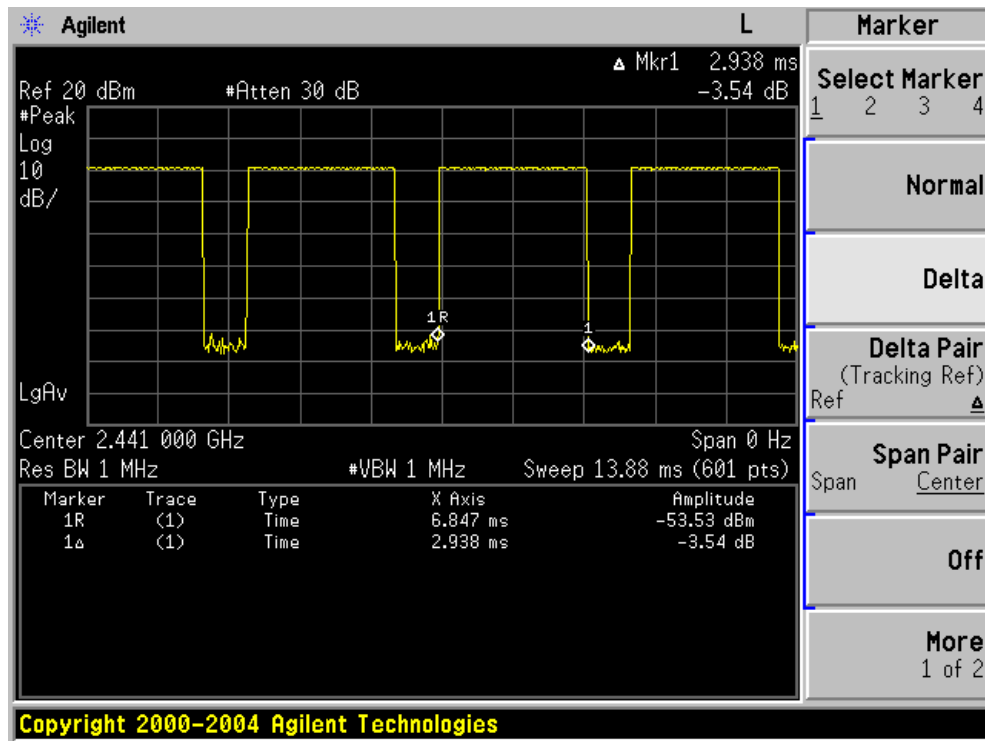 Agilent L Marker
Δ Mkr1 2.938 ms
Ref 20 dBm #Atten 30 dB -3.54 dB
#Peak
Log
10
dB/
1R
1
LgAv
Center 2.441 000 GHz Span 0 Hz
Res BW 1 MHz #VBW 1 MHz Sweep 13.88 ms (601 pts)
Marker Trace Type X Axis Amplitude
1R (1) Time 6.847 ms -53.53 dBm
1Δ (1) Time 2.938 ms -3.54 dB
Select Marker
1 2 3 4
Normal
Delta
Delta Pair
(Tracking Ref)
Ref Δ
Span Pair
Span Center
Off
More
1 of 2
Copyright 2000-2004 Agilent Technologies